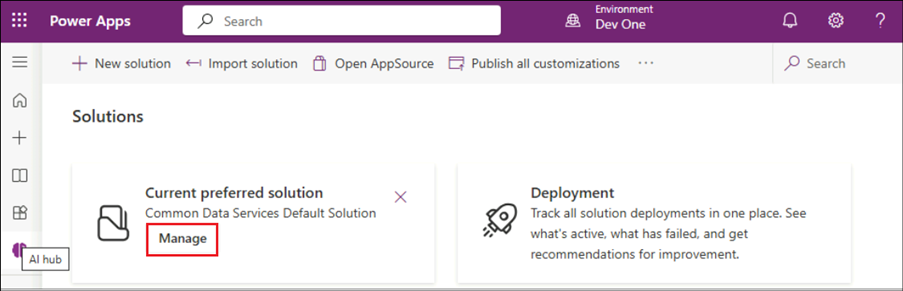 Power Apps
Search
Environment
Dev One
?
New solution
Import solution
Open AppSource
Publish all customizations
...
Search
Solutions
Current preferred solution
Common Data Services Default Solution
Manage
Deployment
Track all solution deployments in one place. See
what's active, what has failed, and get
recommendations for improvement.
AI hub